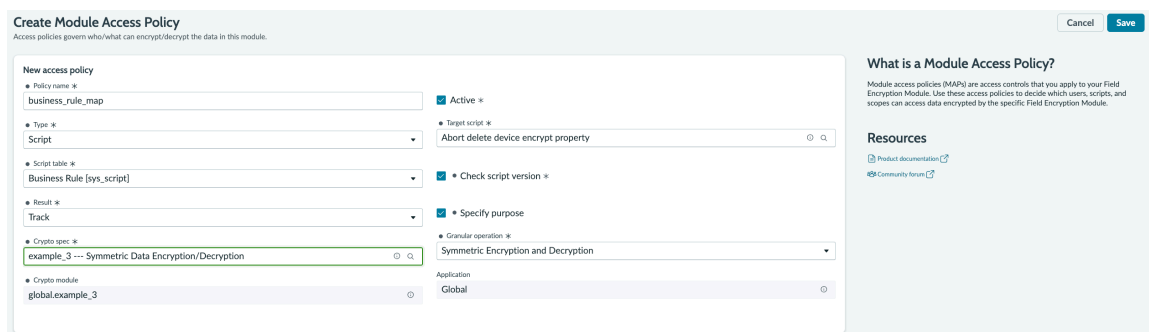 Create Module Access Policy
Access policies govern who/what can encrypt/decrypt the data in this module.
Cancel
Save
New access policy
Policy name *
business_rule_map
Active *
Type *
Script
Target script *
Abort delete device encrypt property
Script table *
Business Rule [sys_script]
Check script version *
Result *
Track
Specify purpose
Crypto spec *
example_3 --- Symmetric Data Encryption/Decryption
Granular operation *
Symmetric Encryption and Decryption
Crypto module
global.example_3
Application
Global
What is a Module Access Policy?
Module access policies (MAPs) are access controls that you apply to your Field
Encryption Module. Use these access policies to decide which users, scripts, and
scopes can access data encrypted by the specific Field Encryption Module.
Resources
Product documentation
Community forum